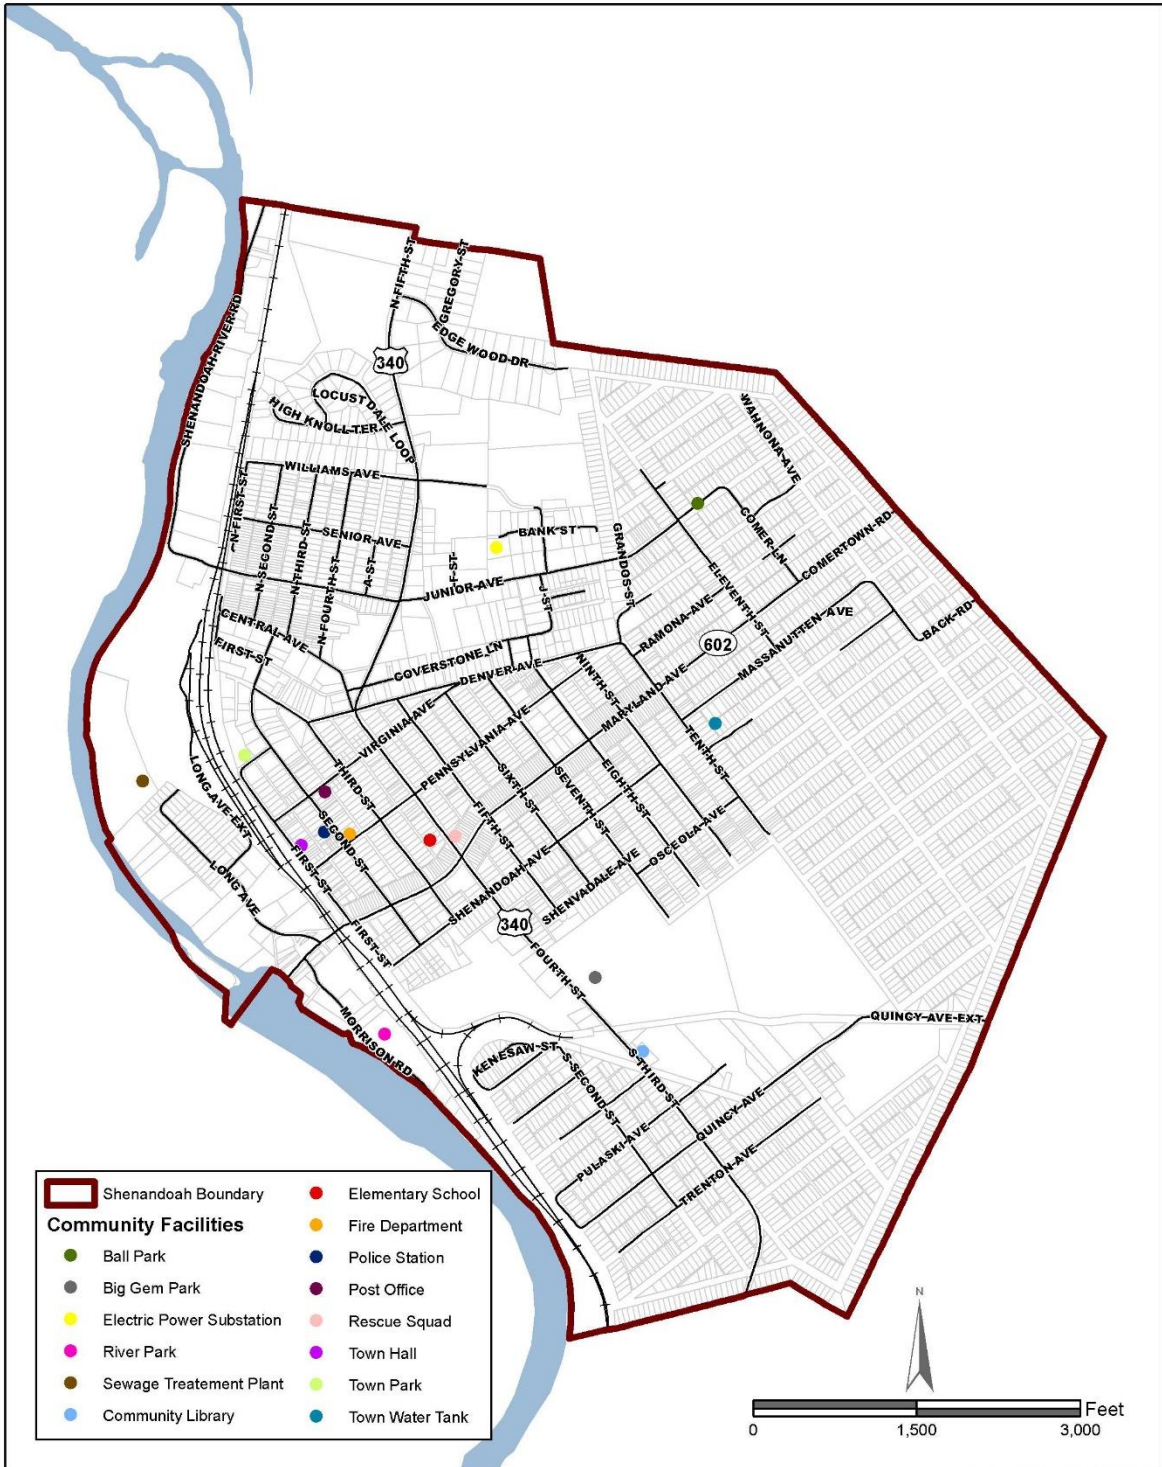 N-FIFTH-ST
GREGORY-ST
EDGE WOOD-DR
340
SHENANDOAH-RIVER-RD
LOCUST DALE LOOP
HIGH KNOLL-TER
WAHNONA-AVE
WILLIAMS AVE
N-FIRST-ST
N-SECOND-ST
N-THIRD-ST
SENIOR-AVE
N-FOURTH-ST
A-ST
F-ST
BANK ST
GRANDOS-ST
COMER-LN
COMERTOWN-RD
ELEVENTH-ST
JUNIOR-AVE
J-ST
CENTRAL-AVE
FIRST-ST
RAMONA-AVE
602
MASSANUTTEN AVE
BACK-RD
COVERSTONE LN
DENVER-AVE
NINTH-ST
MARYLAND-AVE
VIRGINIA-AVE
PENNSYLVANIA-AVE
TENTH-ST
THIRD-ST
SIXTH-ST
SEVENTH-ST
EIGHTH-ST
LONG-AVE-EXT
FIFTH-ST
SECOND-ST
OSCEOLA-AVE
FIRST-ST
SHENANDOAH-AVE
SHENVADALE-AVE
LONG AVE
340
FIRST-ST
FOURTH-ST
MORRISON-RD
QUINCY-AVE-EXT
KENESAW-ST
S-SECOND-ST
S-THIRD-ST
PULASKI-AVE
QUINCY-AVE
TRENTON-AVE
Shenandoah Boundary
Community Facilities
Ball Park
Big Gem Park
Electric Power Substation
River Park
Sewage Treatement Plant
Community Library
Elementary School
Fire Department
Police Station
Post Office
Rescue Squad
Town Hall
Town Park
Town Water Tank
N
Feet
0 1,500 3,000